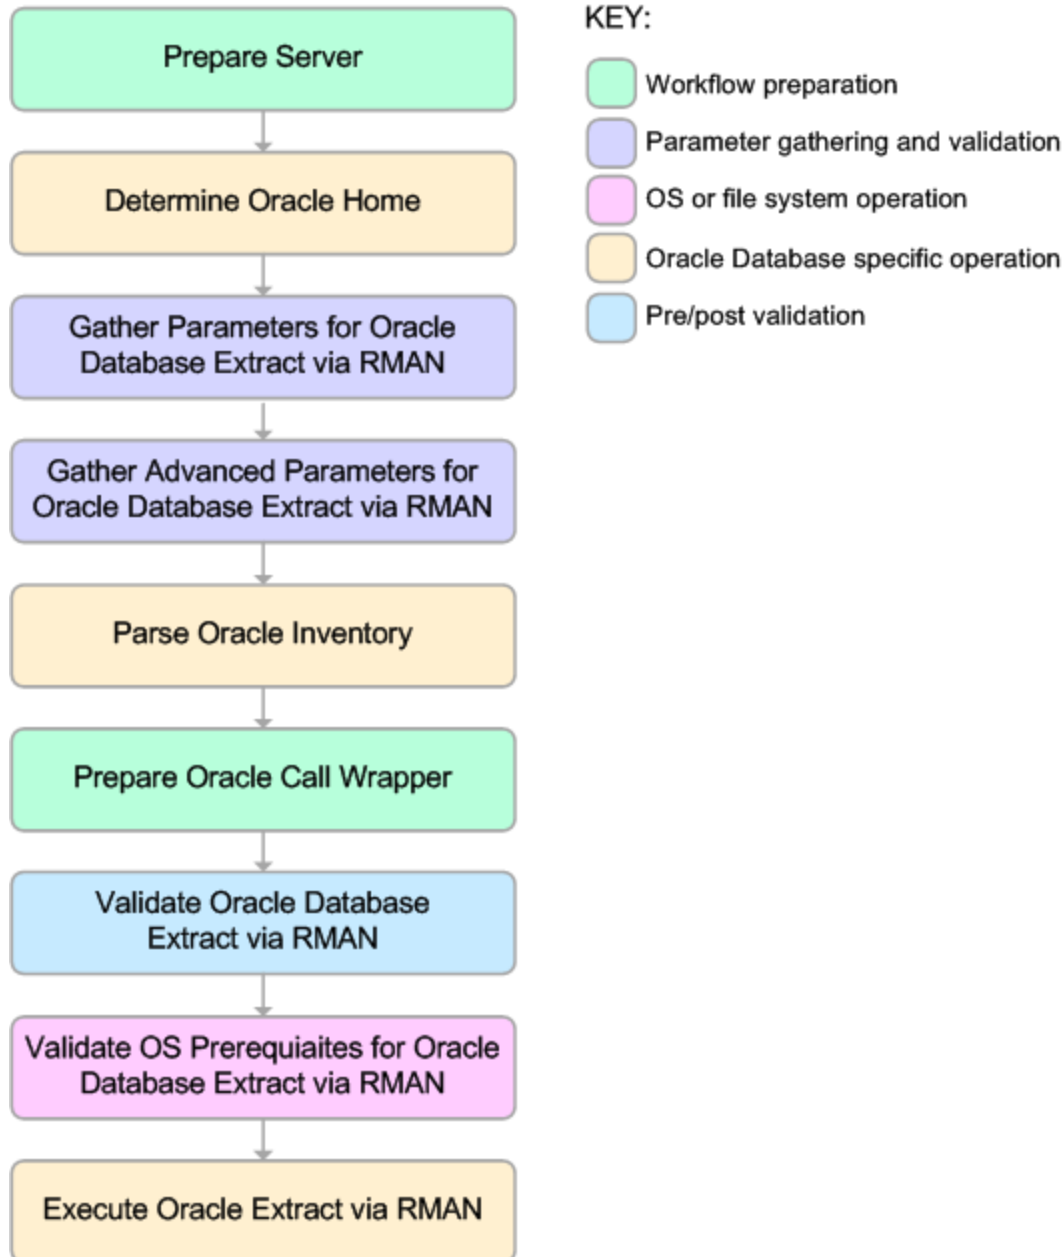 Prepare Server
Determine Oracle Home
Gather Parameters for Oracle
Database Extract via RMAN
Gather Advanced Parameters for
Oracle Database Extract via RMAN
Parse Oracle Inventory
Prepare Oracle Call Wrapper
Validate Oracle Database
Extract via RMAN
Validate OS Prerequiaites for Oracle
Database Extract via RMAN
Execute Oracle Extract via RMAN
KEY:
Workflow preparation
Parameter gathering and validation
OS or file system operation
Oracle Database specific operation
Pre/post validation